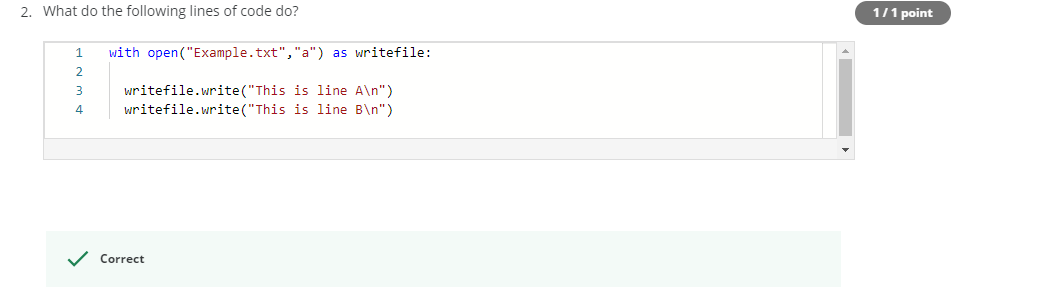 2. What do the following lines of code do?
1 / 1 point
1 with open("Example.txt","a") as writefile:
2
3 writefile.write("This is line A\n")
4 writefile.write("This is line B\n")
Correct